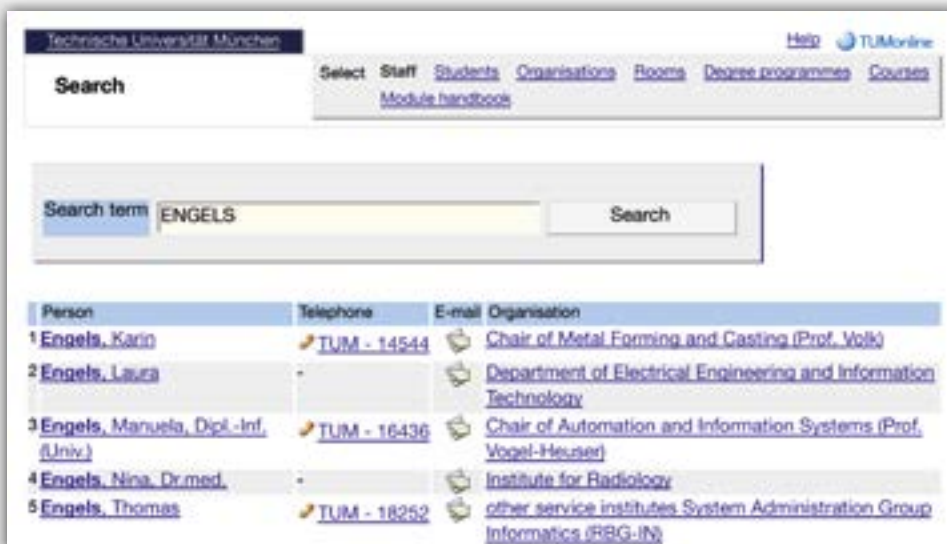 Technische Universität München
Help TUMonline
Search
Select Staff Students Organisations Rooms Degree programmes Courses
Module handbook
Search term ENGELS Search
Person Telephone E-mail Organisation
1 Engels, Karin TUM - 14544 Chair of Metal Forming and Casting (Prof. Volk)
2 Engels, Laura - Department of Electrical Engineering and Information
Technology
3 Engels, Manuela, Dipl.-Inf. TUM - 16436 Chair of Automation and Information Systems (Prof.
(Univ.) Vogel-Heuser)
4 Engels, Nina, Dr.med. - Institute for Radiology
5 Engels, Thomas TUM - 18252 other service institutes System Administration Group
Informatics (RBG-IN)